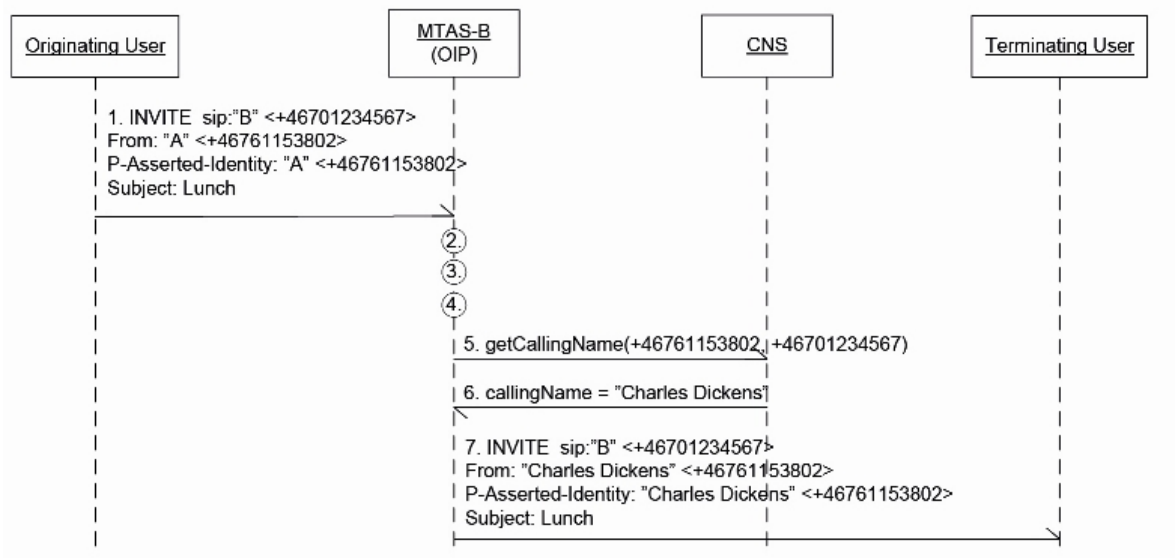 Originating User
MTAS-B
(OIP)
CNS
Terminating User
1. INVITE sip:"B" <+46701234567>
From: "A" <+46761153802>
P-Asserted-Identity: "A" <+46761153802>
Subject: Lunch
2.
3.
4.
5. getCallingName(+46761153802, +46701234567)
6. callingName = "Charles Dickens"
7. INVITE sip:"B" <+46701234567>
From: "Charles Dickens" <+46761153802>
P-Asserted-Identity: "Charles Dickens" <+46761153802>
Subject: Lunch